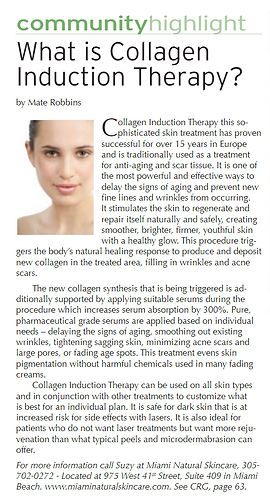 communityhighlight
What is Collagen
Induction Therapy?
by Mate Robbins
Collagen Induction Therapy this so-
phisticated skin treatment has proven
successful for over 15 years in Europe
and is traditionally used as a treatment
for anti-aging and scar tissue. It is one of
the most powerful and effective ways to
delay the signs of aging and prevent new
fine lines and wrinkles from occurring.
It stimulates the skin to regenerate and
repair itself naturally and safely, creating
smoother, brighter, firmer, youthful skin
with a healthy glow. This procedure trig-
gers the body's natural healing response to produce and deposit
new collagen in the treated area, filling in wrinkles and acne
scars.
The new collagen synthesis that is being triggered is ad-
ditionally supported by applying suitable serums during the
procedure which increases serum absorption by 300%. Pure,
pharmaceutical grade serums are applied based on individual
needs – delaying the signs of aging, smoothing out existing
wrinkles, tightening sagging skin, minimizing acne scars and
large pores, or fading age spots. This treatment evens skin
pigmentation without harmful chemicals used in many fading
creams.
Collagen Induction Therapy can be used on all skin types
and in conjunction with other treatments to customize what
is best for an individual plan. It is safe for dark skin that is at
increased risk for side effects with lasers. It is also ideal for
patients who do not want laser treatments but want more reju-
venation than what typical peels and microdermabrasion can
offer.
For more information call Suzy at Miami Natural Skincare, 305-
702-0272 - Located at 975 West 41st Street, Suite 409 in Miami
Beach. www.miaminaturalskincare.com. See CRG, page 63.